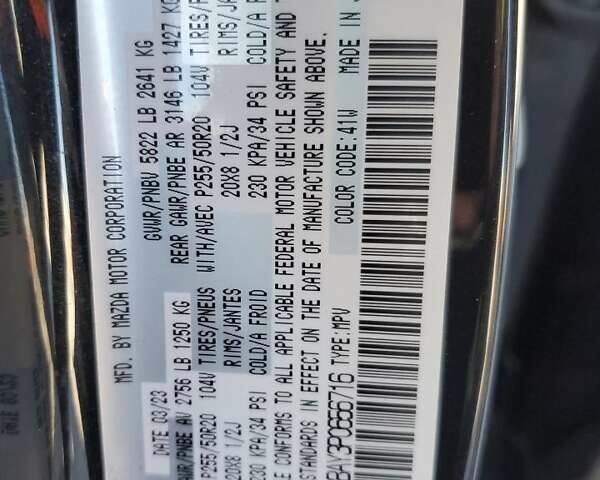 MFD. BY MAZDA MOTOR CORPORATION
DATE 03/23 GVWR/PNBV 5822 LB 2641 KG
GAWR/PNBE AV 2756 LB 1250 KG REAR GAWR/PNBE AR 3146 LB 1427 KG
P255/50R20 104V TIRES/PNEUS WITH/AVEC P255/50R20 104V TIRES/
20X8 1/2J RIMS/JANTES 20X8 1/2J RIMS/JAN
230 KPA/34 PSI COLD/A FROID 230 KPA/34 PSI COLD/A F
CONFORMS TO ALL APPLICABLE FEDERAL MOTOR VEHICLE SAFETY AND
STANDARDS IN EFFECT ON THE DATE OF MANUFACTURE SHOWN ABOVE.
TYPE:MPV COLOR CODE:41W MADE IN J